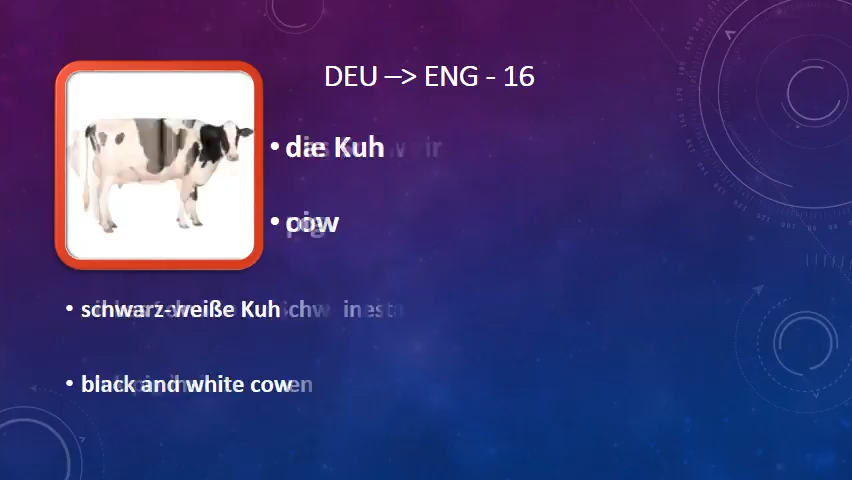 DEU –> ENG - 16
die Kuh
cow
schwarz-weiße Kuh
black and white cow